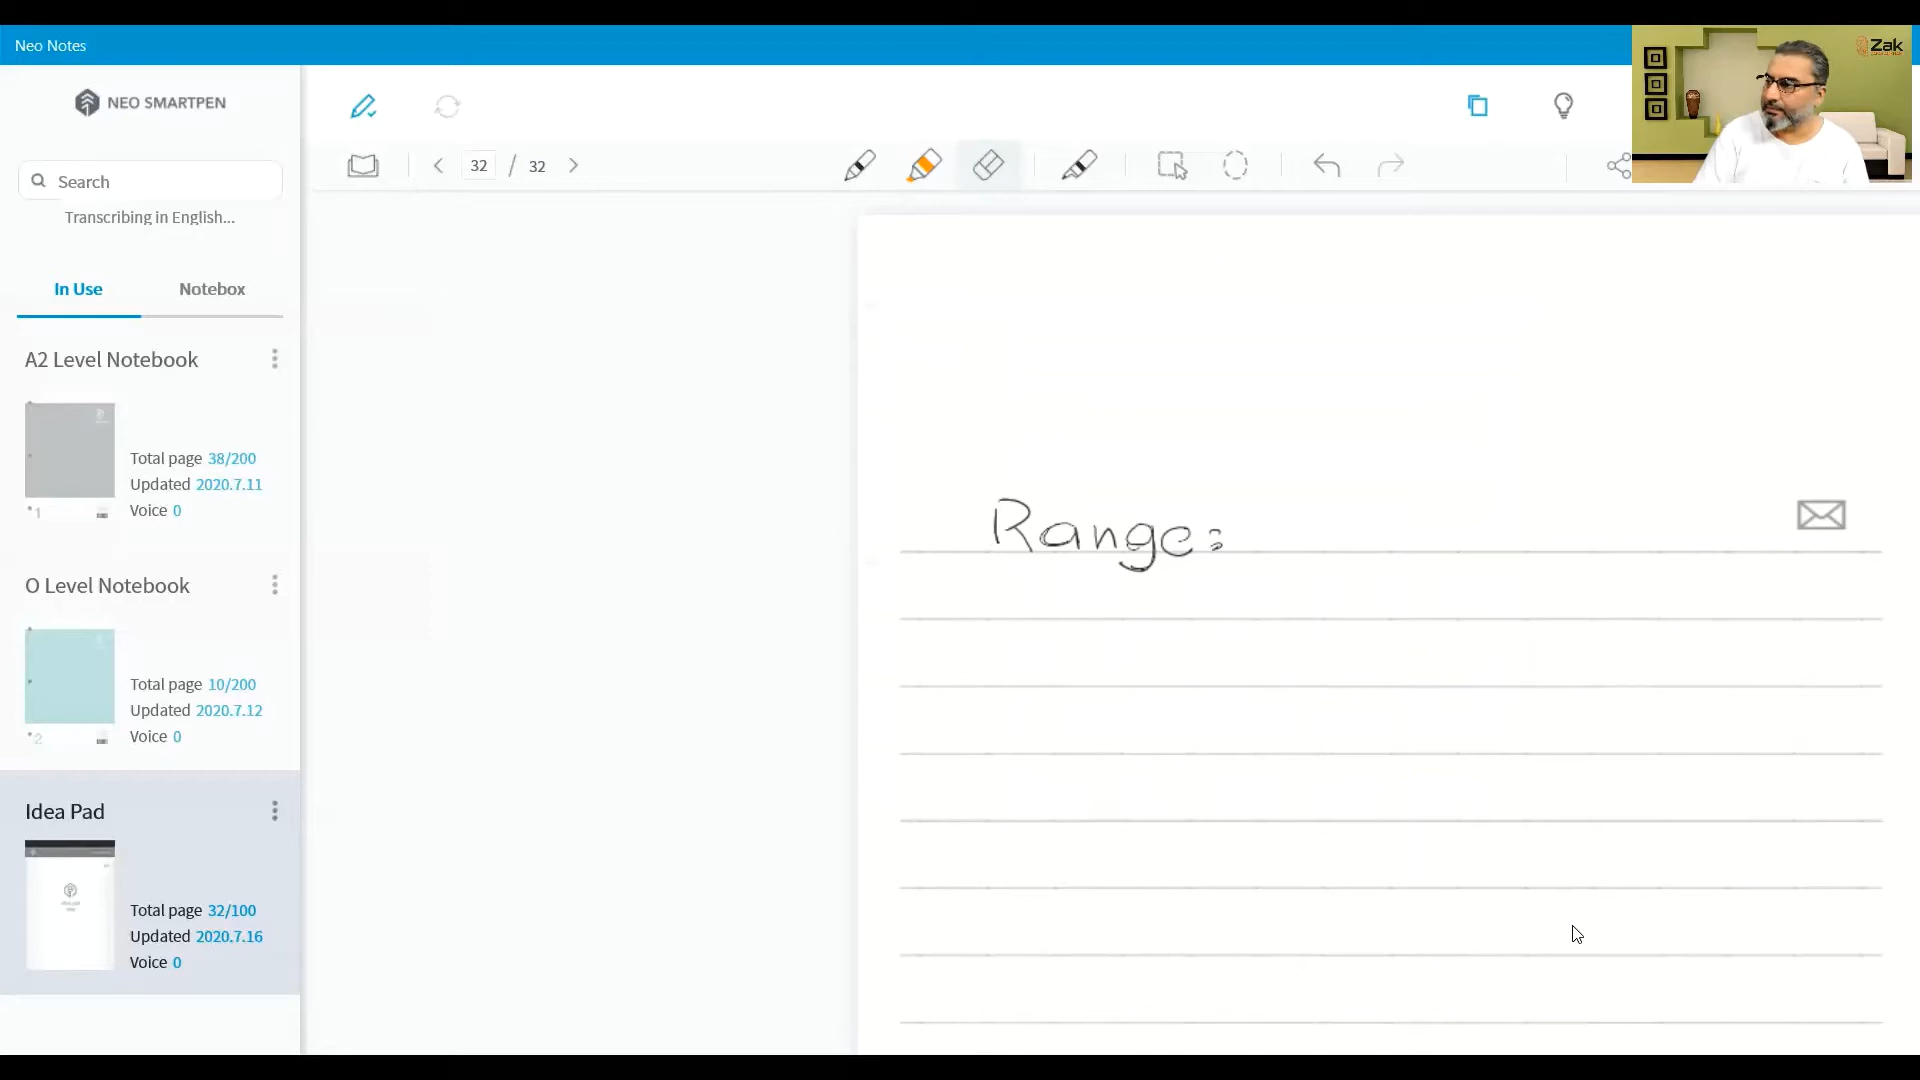 Neo Notes
Zak
NEO SMARTPEN
Search
Transcribing in English...
32 / 32
In Use
Notebox
A2 Level Notebook
Total page 38/200
Updated 2020.7.11
Voice 0
1
O Level Notebook
Total page 10/200
Updated 2020.7.12
Voice 0
2
Idea Pad
Total page 32/100
Updated 2020.7.16
Voice 0
Range: